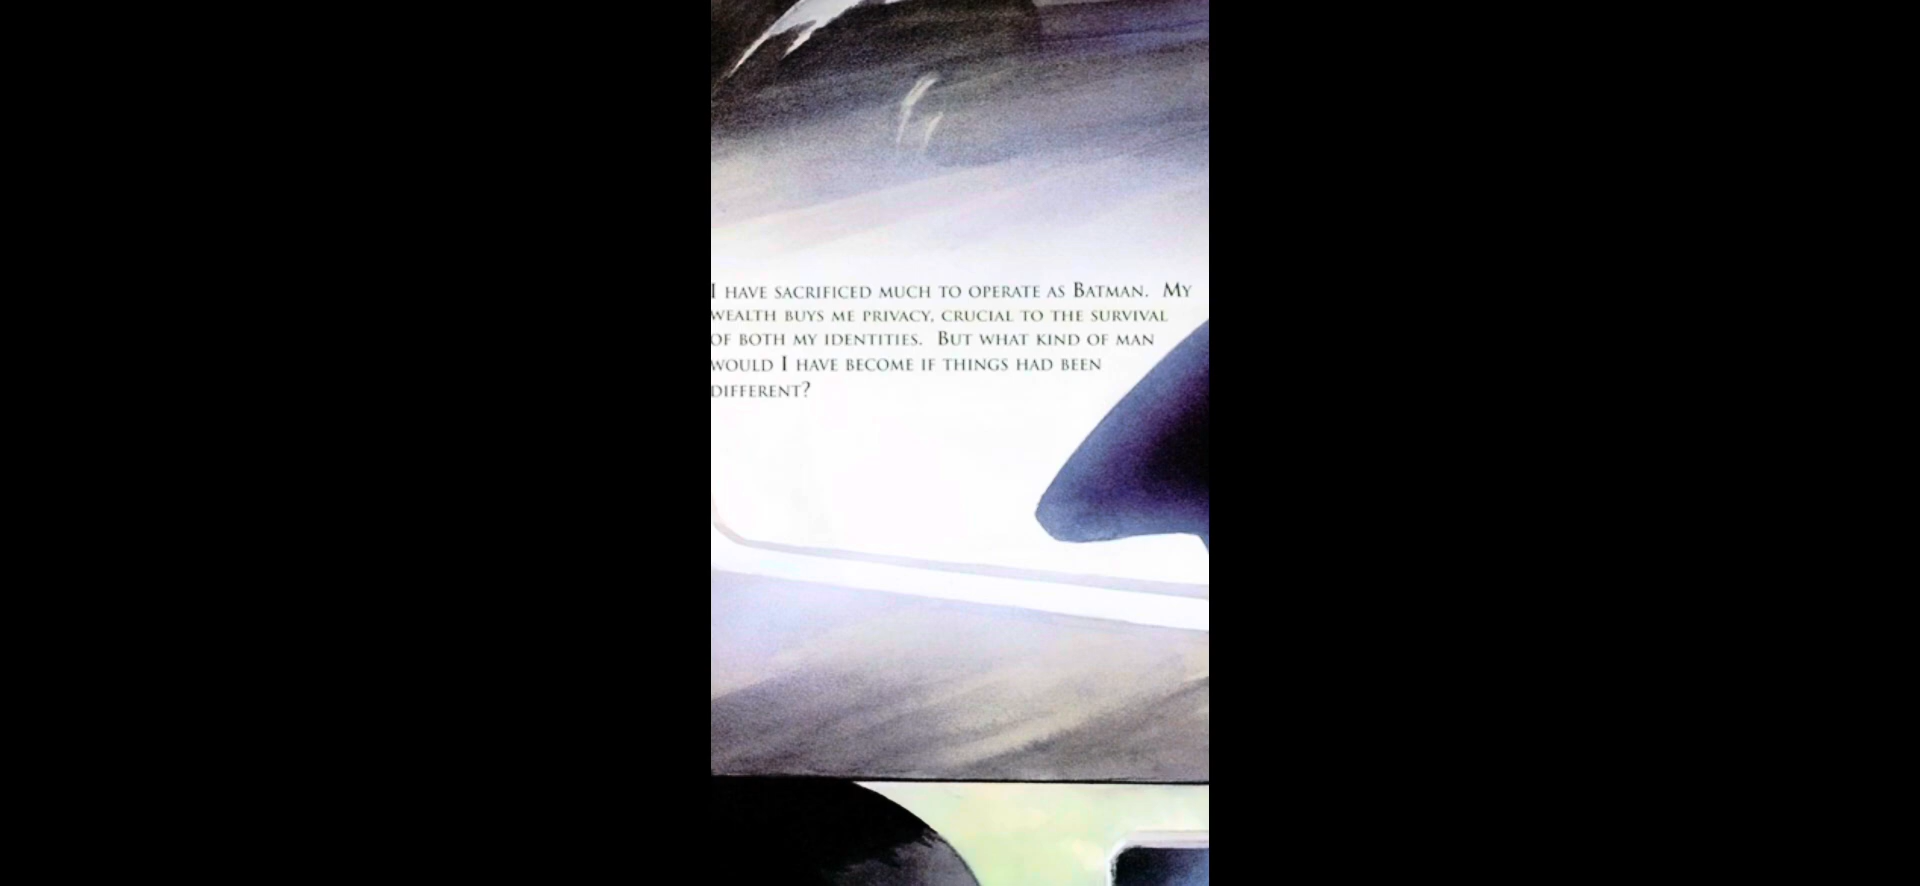 I HAVE SACRIFICED MUCH TO OPERATE AS BATMAN. MY
WEALTH BUYS ME PRIVACY, CRUCIAL TO THE SURVIVAL
OF BOTH MY IDENTITIES. BUT WHAT KIND OF MAN
WOULD I HAVE BECOME IF THINGS HAD BEEN
DIFFERENT?